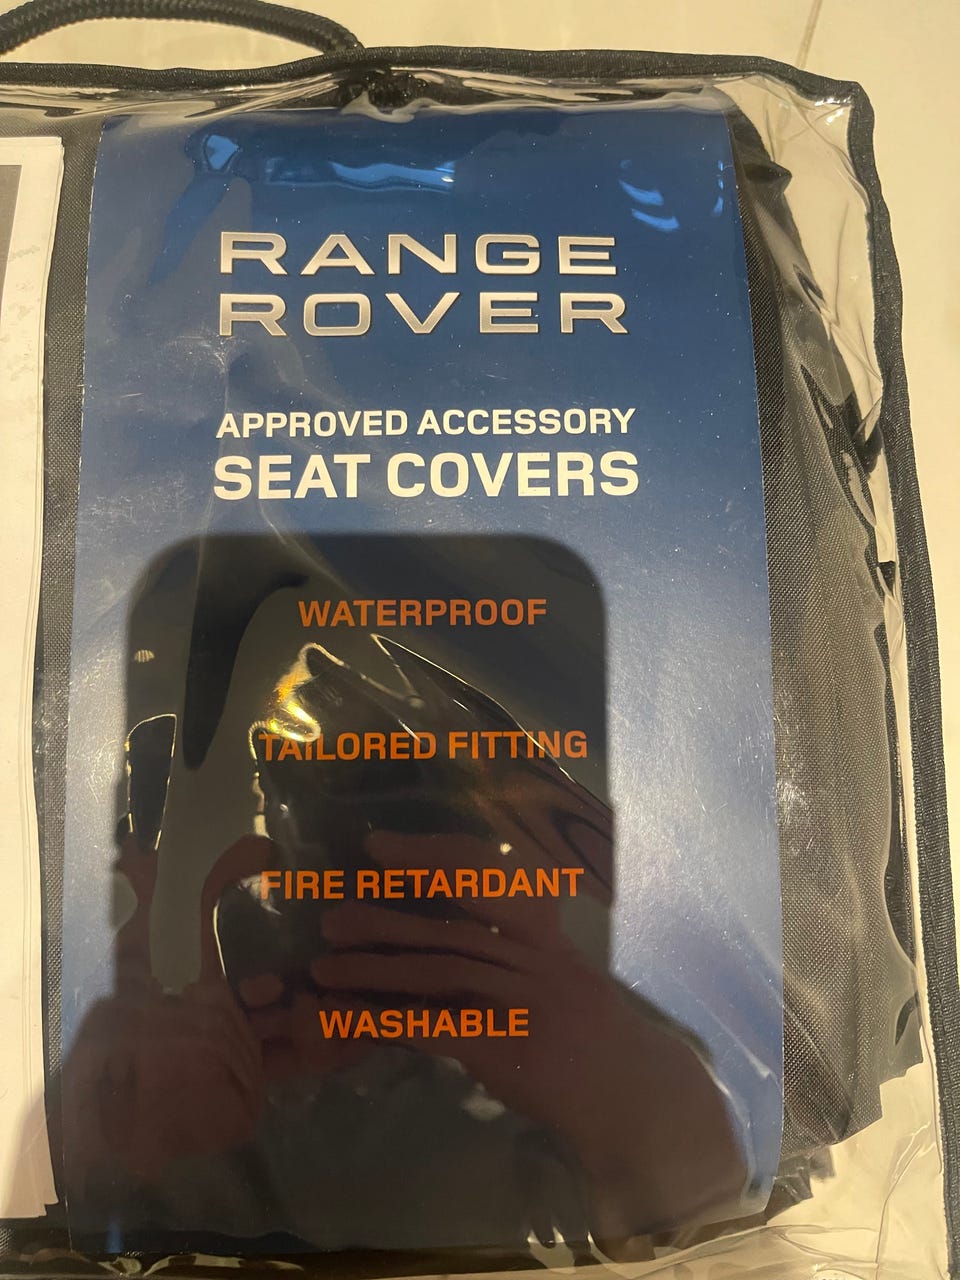 RANGE
ROVER
APPROVED ACCESSORY
SEAT COVERS
WATERPROOF
TAILORED FITTING
FIRE RETARDANT
WASHABLE